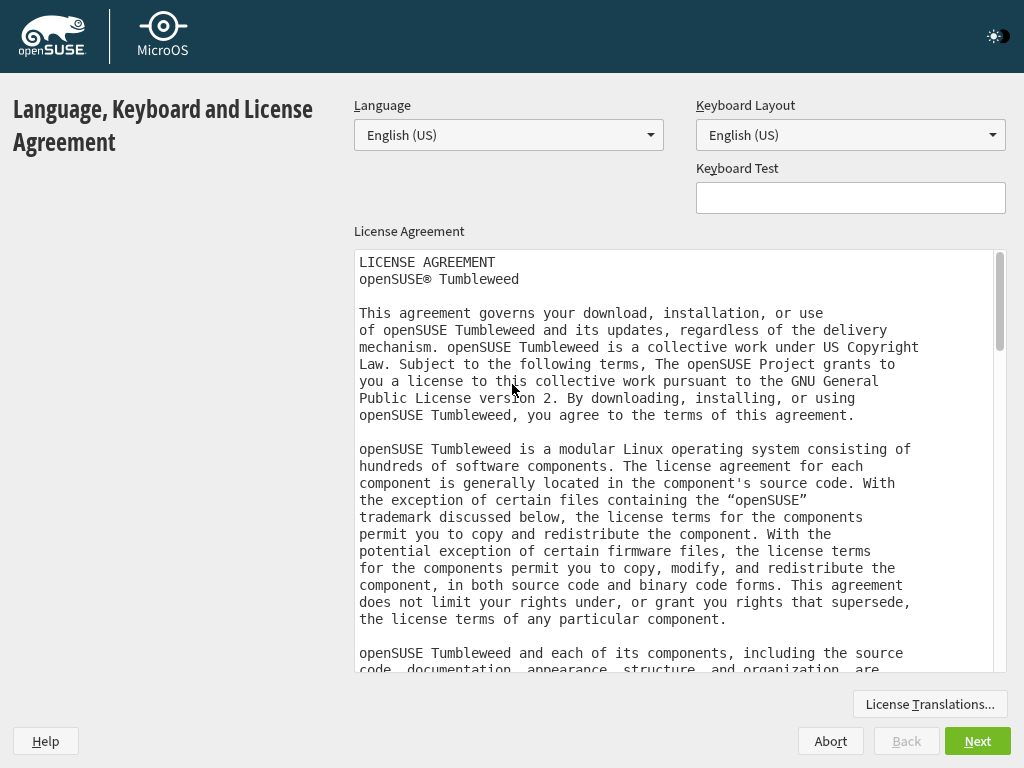 openSUSE.
MicroOS
Language, Keyboard and License
Agreement
Language
Keyboard Layout
English (US)
English (US)
Keyboard Test
License Agreement
LICENSE AGREEMENT
openSUSE® Tumbleweed
This agreement governs your download, installation, or use
of openSUSE Tumbleweed and its updates, regardless of the delivery
mechanism. openSUSE Tumbleweed is a collective work under US Copyright
Law. Subject to the following terms, The openSUSE Project grants to
you a license to this collective work pursuant to the GNU General
Public License version 2. By downloading, installing, or using
openSUSE Tumbleweed, you agree to the terms of this agreement.
openSUSE Tumbleweed is a modular Linux operating system consisting of
hundreds of software components. The license agreement for each
component is generally located in the component's source code. With
the exception of certain files containing the “openSUSE”
trademark discussed below, the license terms for the components
permit you to copy and redistribute the component. With the
potential exception of certain firmware files, the license terms
for the components permit you to copy, modify, and redistribute the
component, in both source code and binary code forms. This agreement
does not limit your rights under, or grant you rights that supersede,
the license terms of any particular component.
openSUSE Tumbleweed and each of its components, including the source
code, documentation, appearance, structure, and organization, are
License Translations...
Help
Abort
Back
Next